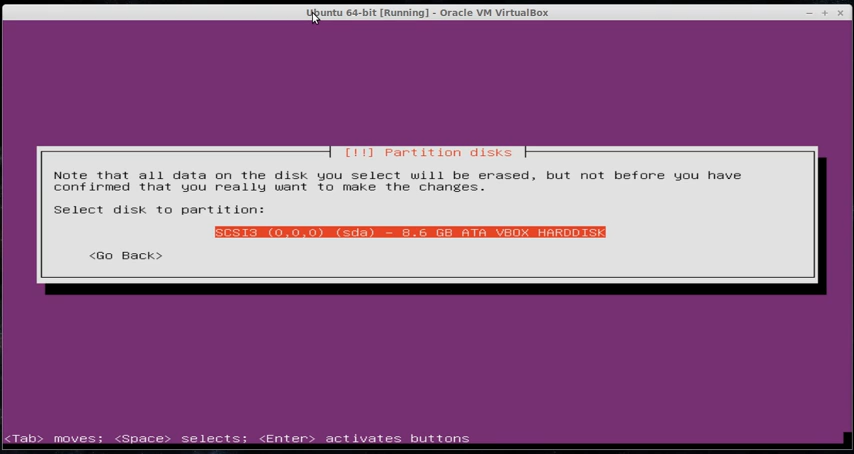 Ubuntu 64-bit [Running] - Oracle VM VirtualBox
[!!] Partition disks
Note that all data on the disk you select will be erased, but not before you have
confirmed that you really want to make the changes.
Select disk to partition:
SCSI3 (0,0,0) (sda) - 8.6 GB ATA VBOX HARDDISK
<Go Back>
<Tab> moves; <Space> selects; <Enter> activates buttons